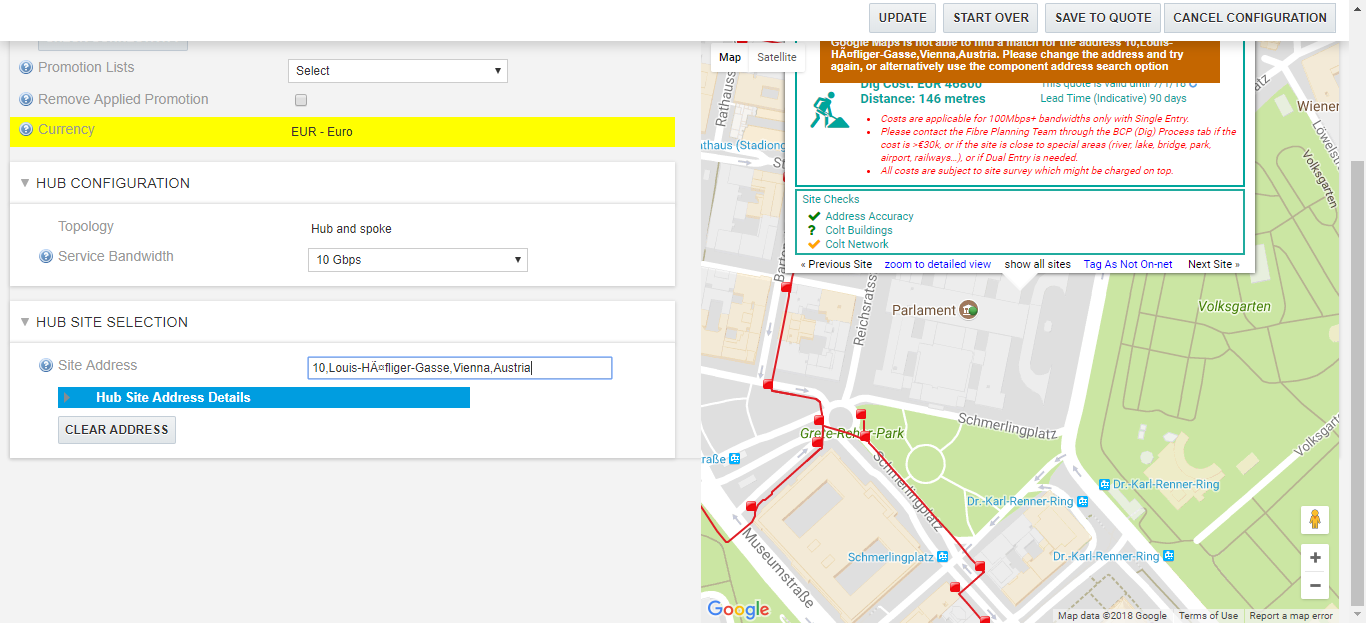 UPDATE
START OVER
SAVE TO QUOTE
CANCEL CONFIGURATION
Promotion Lists
Select
Remove Applied Promotion
Currency
EUR - Euro
HUB CONFIGURATION
Topology
Hub and spoke
Service Bandwidth
10 Gbps
HUB SITE SELECTION
Site Address
10,Louis-HÃ¤fliger-Gasse,Vienna,Austria
Hub Site Address Details
CLEAR ADDRESS
Map
Satellite
Google Maps is not able to find a match for the address 10,Louis-
HÃ¤fliger-Gasse,Vienna,Austria. Please change the address and try
again, or alternatively use the component address search option
Dig Cost: EUR 46800
Distance: 146 metres
This quote is valid until 7/1/18
Lead Time (Indicative) 90 days
Costs are applicable for 100Mbps+ bandwidths only with Single Entry.
Please contact the Fibre Planning Team through the BCP (Dig) Process tab if the
cost is >€30k, or if the site is close to special areas (river, lake, bridge, park,
airport, railways...), or if Dual Entry is needed.
All costs are subject to site survey which might be charged on top.
Site Checks
Address Accuracy
? Colt Buildings
Colt Network
« Previous Site
zoom to detailed view
show all sites
Tag As Not On-net
Next Site »
Rathauss
thaus (Stadiong
St
Barten
Reichsratss
Parlament
Volksgarten
Wiener
Löwelstr
Volksgarten
Schmerlingplatz
Grete-Rehor-Park
raße
Schmerlingplatz
Dr.-Karl-Renner-Ring
Dr.-Karl-Renner-Ring
Volksgarte
Schmerlingplatz
Dr.-Karl-Renner-Ring
Museumstraße
+
−
Google
Map data ©2018 Google
Terms of Use
Report a map error